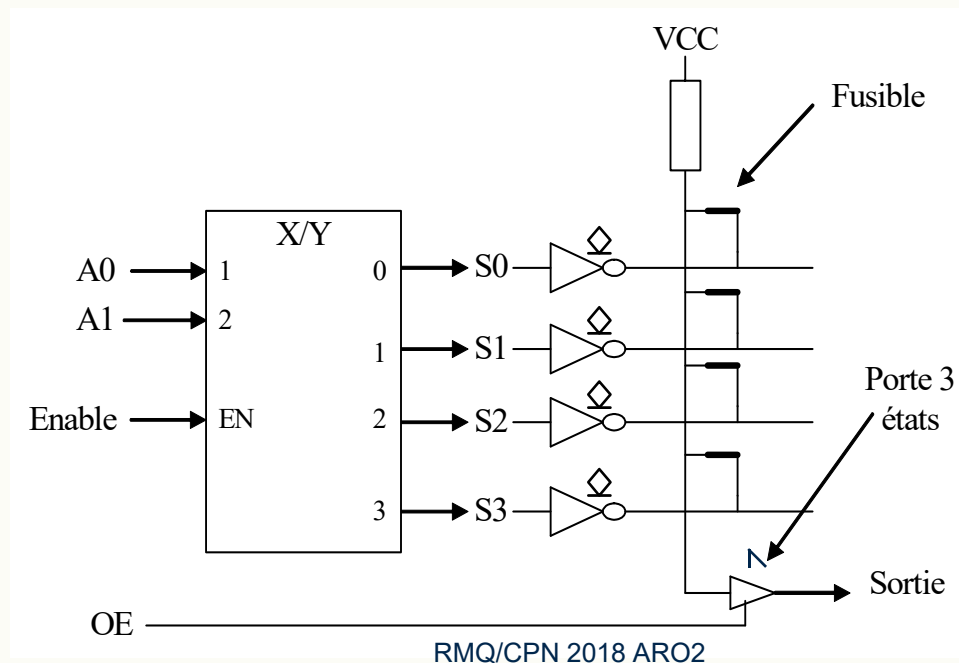 VCC
Fusible
X/Y
A0
1
0
S0
A1
2
1
S1
Porte 3
états
Enable
EN
2
S2
3
S3
Sortie
OE
RMQ/CPN 2018 ARO2